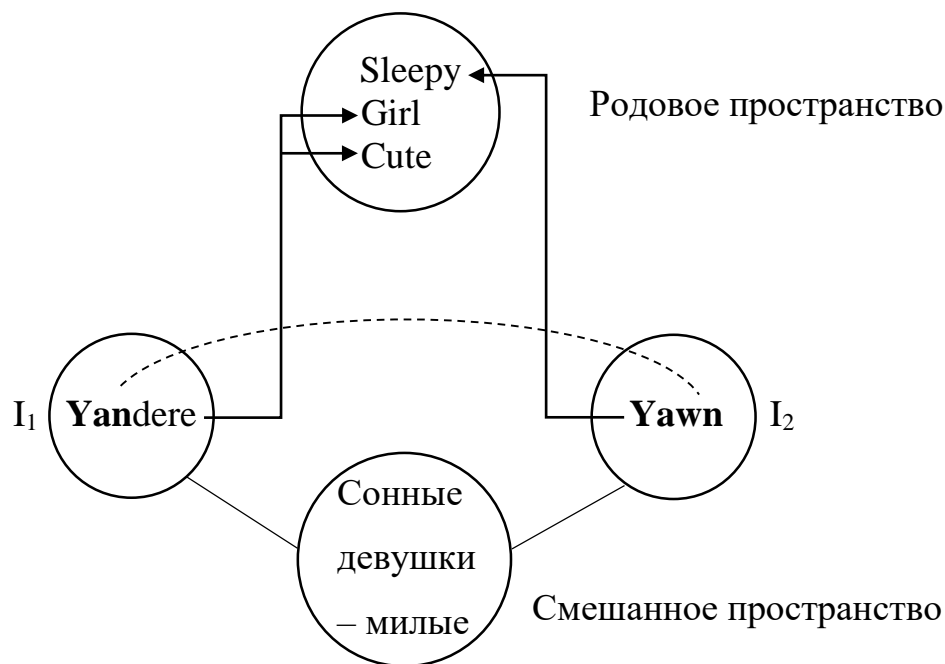 Sleepy
Girl
Cute
Родовое пространство
I₁
Yandere
Yawn
I₂
Сонные
девушки
– милые
Смешанное пространство